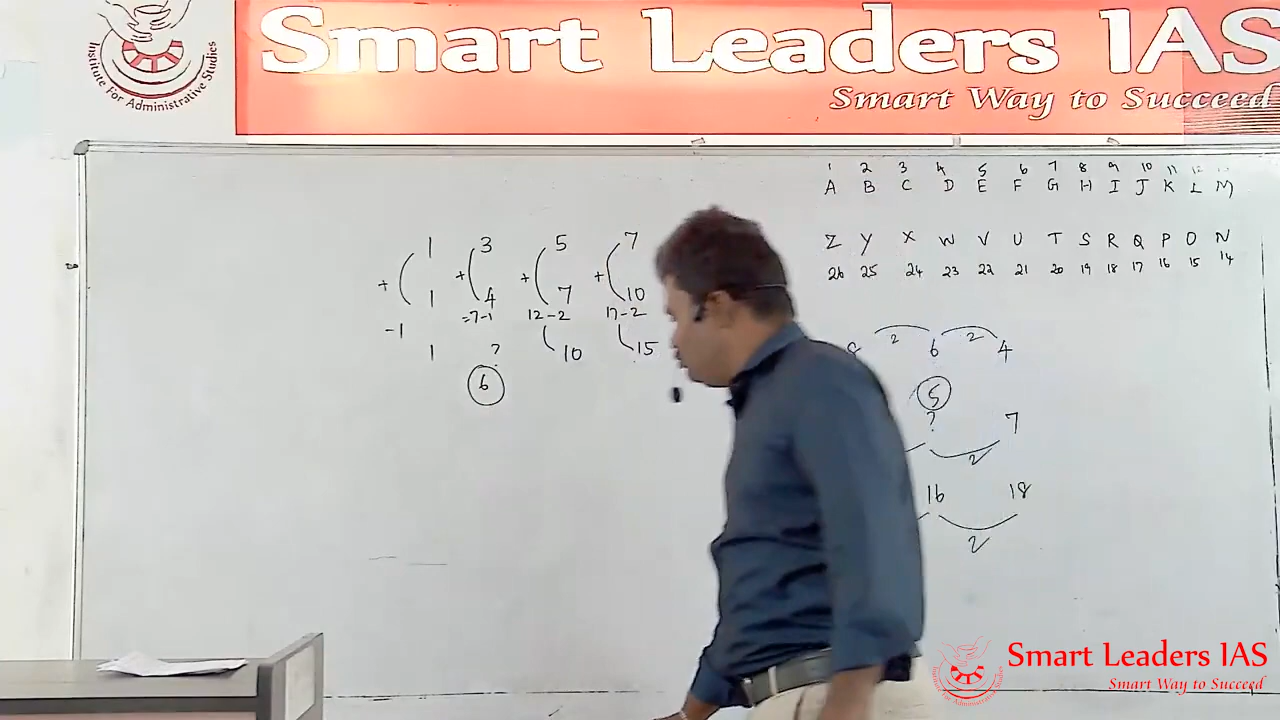 Institute For Administrative Studies
Smart Leaders IAS
Smart Way to Succeed
1 2 3 4 5 6 7 8 9 10 11 12
A B C D E F G H I J K L M
Z Y X W V U T S R Q P O N
26 25 24 23 22 21 20 19 18 17 16 15 14
1 3 5 7
+ + + +
1 4 7 10
-1 =7-1 12-2 17-2
1 ? 10 15
6
2 2
8 6 4
5
? 7
2
16 18
2
Smart Leaders IAS
Smart Way to Succeed